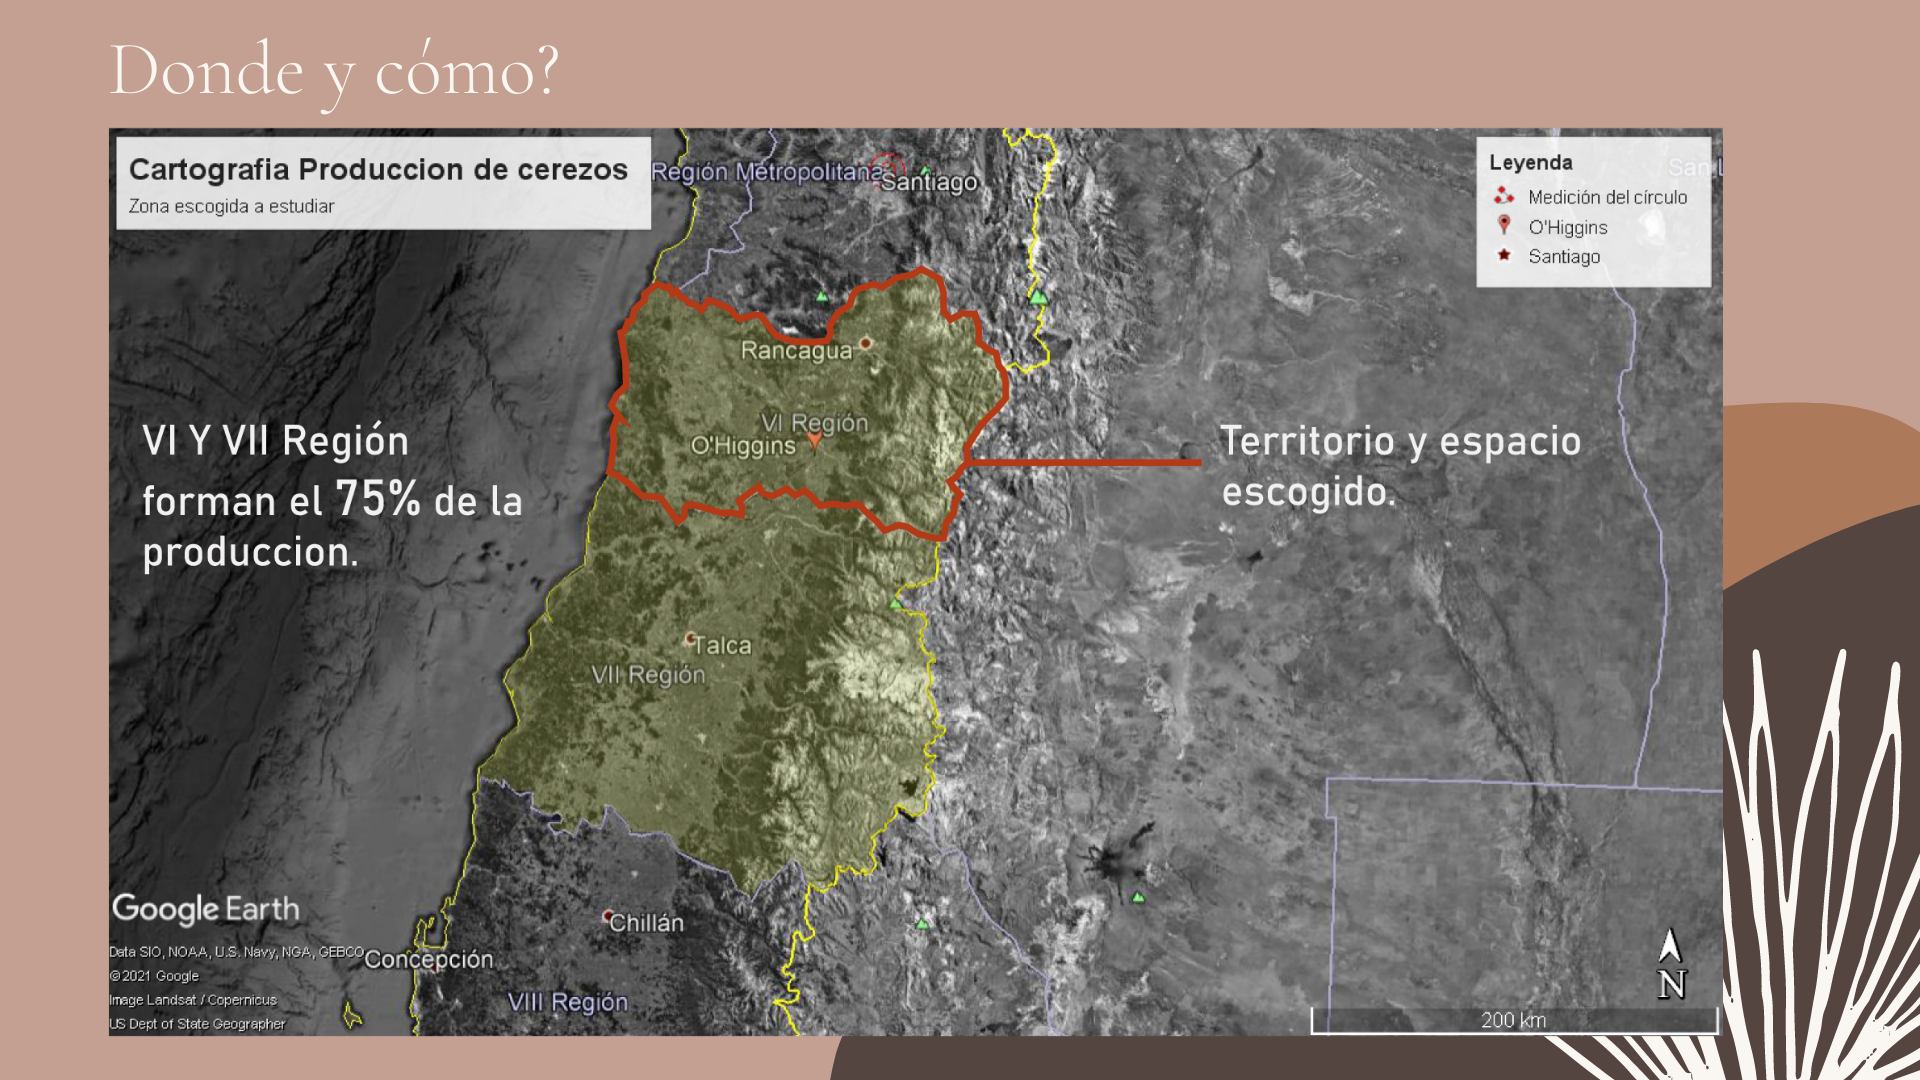 Donde y cómo?
Cartografia Produccion de cerezos
Zona escogida a estudiar
Región Metropolitana
Santiago
Leyenda
Medición del círculo
O'Higgins
Santiago
Rancagua
VI Región
O'Higgins
VI Y VII Región
forman el 75% de la
produccion.
Territorio y espacio
escogido.
Talca
VII Región
Google Earth
Data SIO, NOAA, U.S. Navy, NGA, GEBCO
©2021 Google
Image Landsat / Copernicus
US Dept of State Geographer
Chillán
Concepción
VIII Región
N
200 km